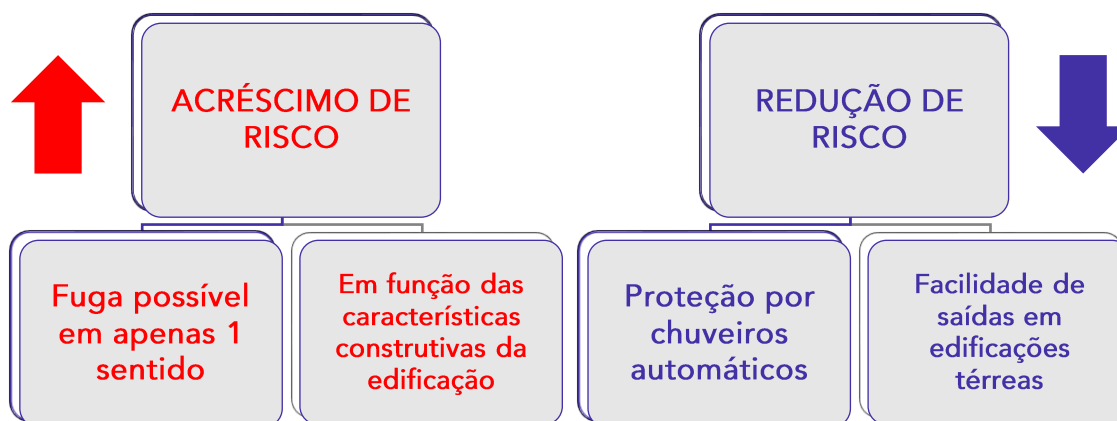 ACRÉSCIMO DE
RISCO
REDUÇÃO DE
RISCO
Fuga possível
em apenas 1
sentido
Em função das
características
construtivas da
edificação
Proteção por
chuveiros
automáticos
Facilidade de
saídas em
edificações
térreas